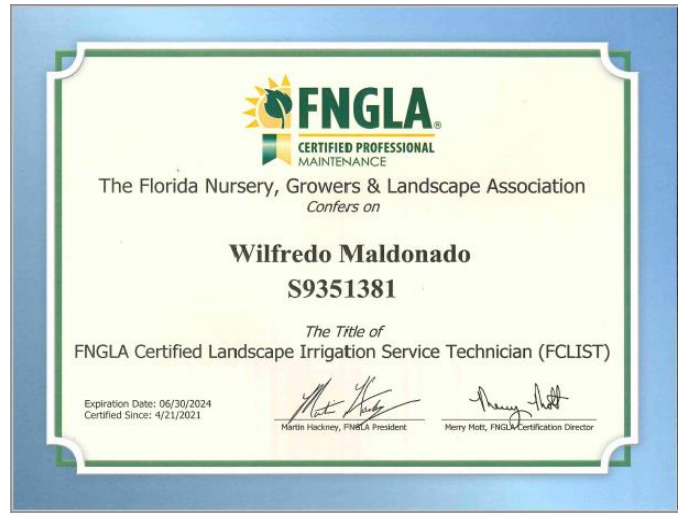 FNGLA®
CERTIFIED PROFESSIONAL
MAINTENANCE
The Florida Nursery, Growers & Landscape Association
Confers on
Wilfredo Maldonado
S9351381
The Title of
FNGLA Certified Landscape Irrigation Service Technician (FCLIST)
Expiration Date: 06/30/2024
Certified Since: 4/21/2021
Martin Hackney, FNGLA President
Merry Mott, FNGLA Certification Director